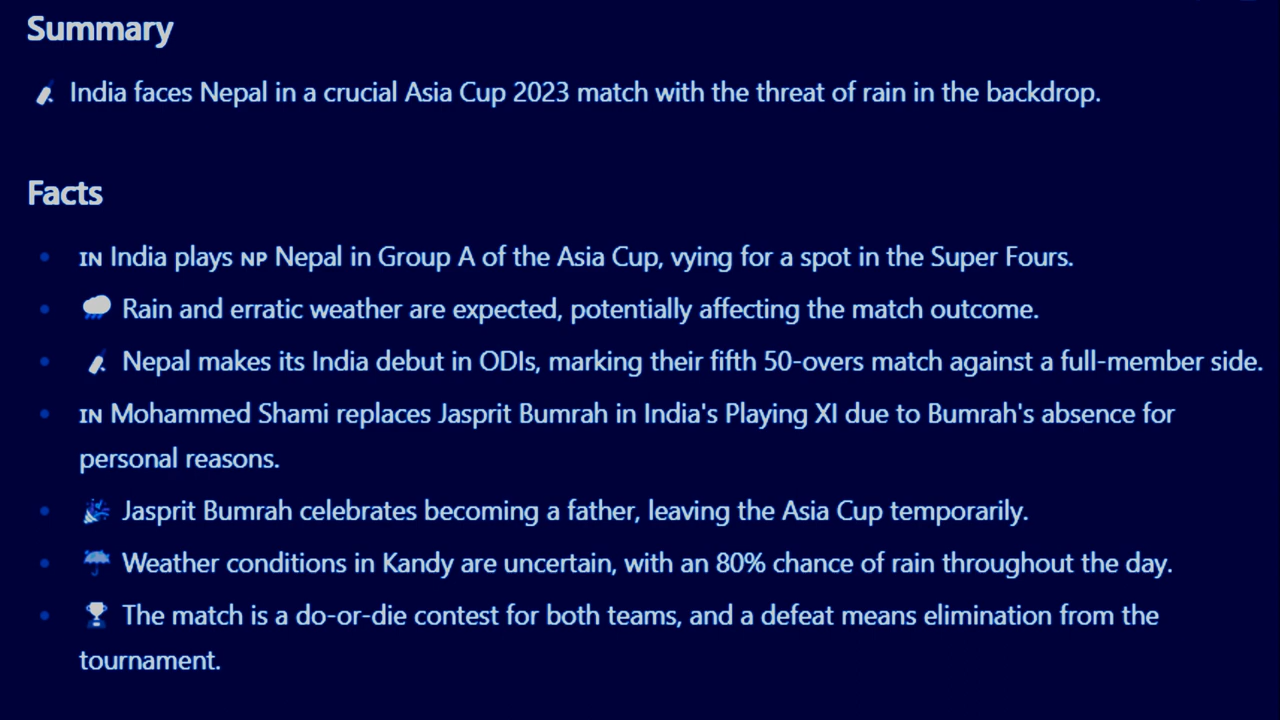 Summary
India faces Nepal in a crucial Asia Cup 2023 match with the threat of rain in the backdrop.
Facts
IN India plays NP Nepal in Group A of the Asia Cup, vying for a spot in the Super Fours.
Rain and erratic weather are expected, potentially affecting the match outcome.
Nepal makes its India debut in ODIs, marking their fifth 50-overs match against a full-member side.
IN Mohammed Shami replaces Jasprit Bumrah in India's Playing XI due to Bumrah's absence for
personal reasons.
Jasprit Bumrah celebrates becoming a father, leaving the Asia Cup temporarily.
Weather conditions in Kandy are uncertain, with an 80% chance of rain throughout the day.
The match is a do-or-die contest for both teams, and a defeat means elimination from the
tournament.